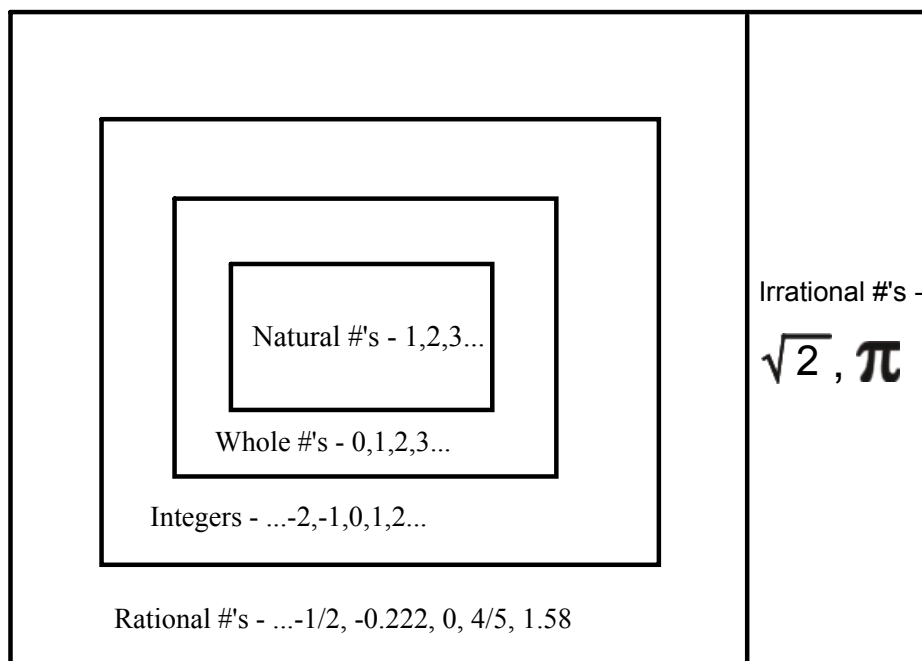 Natural #'s - 1,2,3...
Whole #'s - 0,1,2,3...
Integers - ...-2,-1,0,1,2...
Rational #'s - ...-1/2, -0.222, 0, 4/5, 1.58
Irrational #'s -
√2, π